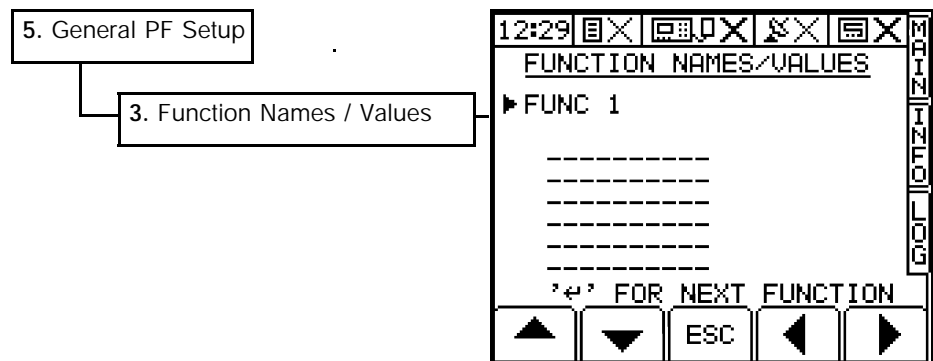 5. General PF Setup
3. Function Names / Values
12:29
FUNCTION NAMES/VALUES
FUNC 1
----------
----------
----------
----------
----------
----------
'↵' FOR NEXT FUNCTION
ESC
MAIN
INFO
LOG